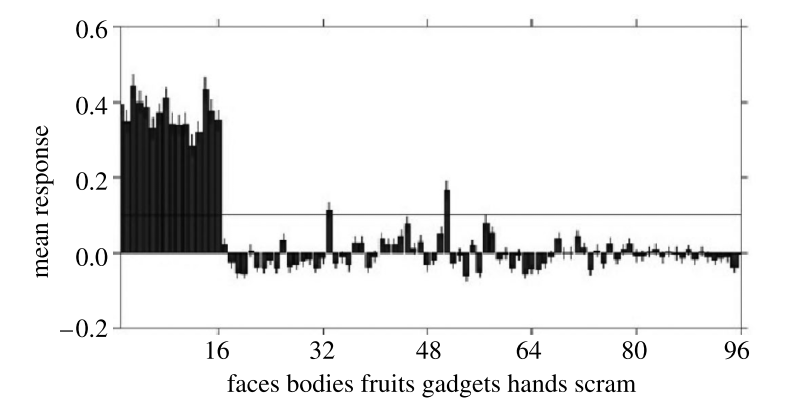 0.6
0.4
0.2
0.0
−0.2
mean response
16 32 48 64 80 96
faces bodies fruits gadgets hands scram